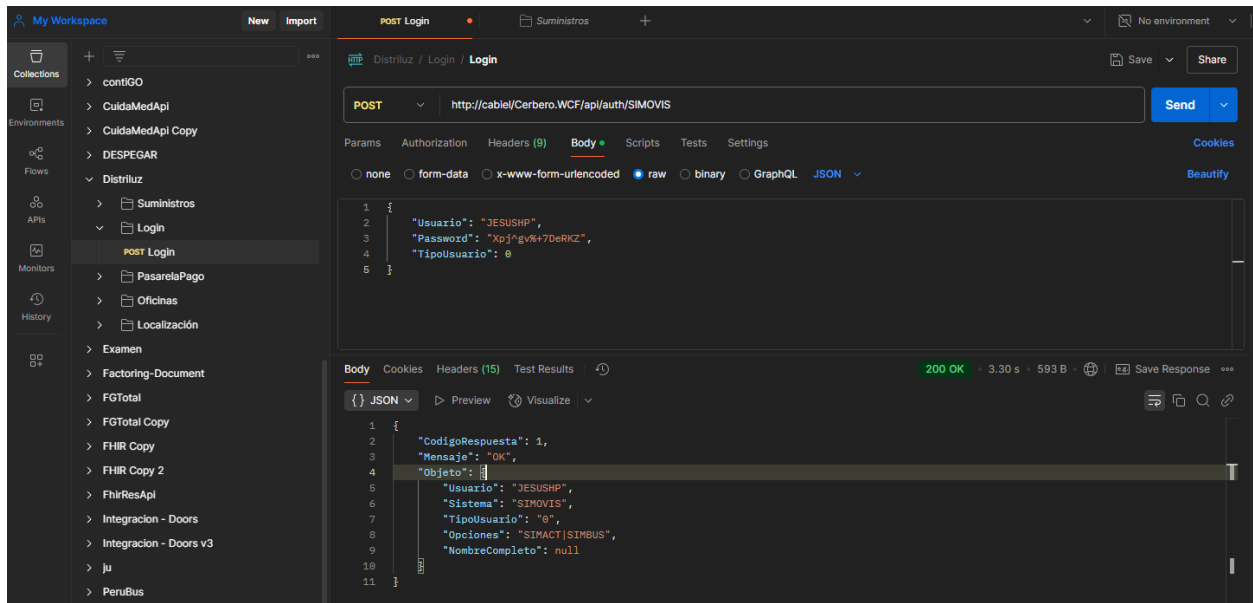 My Workspace
New Import
POST Login
Suministros
No environment
Collections
Environments
Flows
APIs
Monitors
History
contiGO
CuidaMedApi
CuidaMedApi Copy
DESPEGAR
Distriluz
Suministros
Login
POST Login
PasarelaPago
Oficinas
Localización
Examen
Factoring-Document
FGTotal
FGTotal Copy
FHIR Copy
FHIR Copy 2
FhirResApi
Integracion - Doors
Integracion - Doors v3
ju
PeruBus
HTTP Distriluz / Login / Login
Save Share
POST http://cabiel/Cerbero.WCF/api/auth/SIMOVIS Send
Params Authorization Headers (9) Body Scripts Tests Settings Cookies
none form-data x-www-form-urlencoded raw binary GraphQL JSON Beautify
1 {
2 "Usuario": "JESUSHP",
3 "Password": "Xpj^gv%+7DeRKZ",
4 "TipoUsuario": 0
5 }
Body Cookies Headers (15) Test Results 200 OK 3.30 s 593 B e.g. Save Response
{} JSON Preview Visualize
1 {
2 "CodigoRespuesta": 1,
3 "Mensaje": "OK",
4 "Objeto": {
5 "Usuario": "JESUSHP",
6 "Sistema": "SIMOVIS",
7 "TipoUsuario": "0",
8 "Opciones": "SIMACT|SIMBUS",
9 "NombreCompleto": null
10 }
11 }